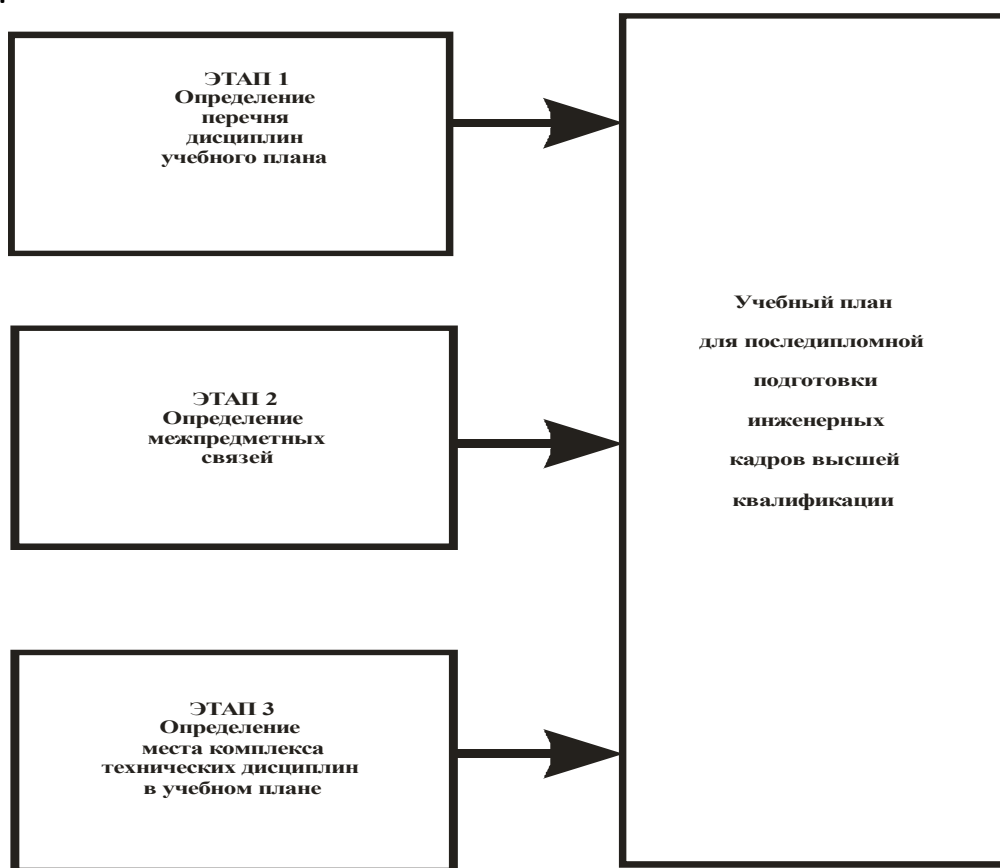 ЭТАП 1
Определение
перечня
дисциплин
учебного плана
ЭТАП 2
Определение
межпредметных
связей
ЭТАП 3
Определение
места комплекса
технических дисциплин
в учебном плане
Учебный план
для последипломной
подготовки
инженерных
кадров высшей
квалификации